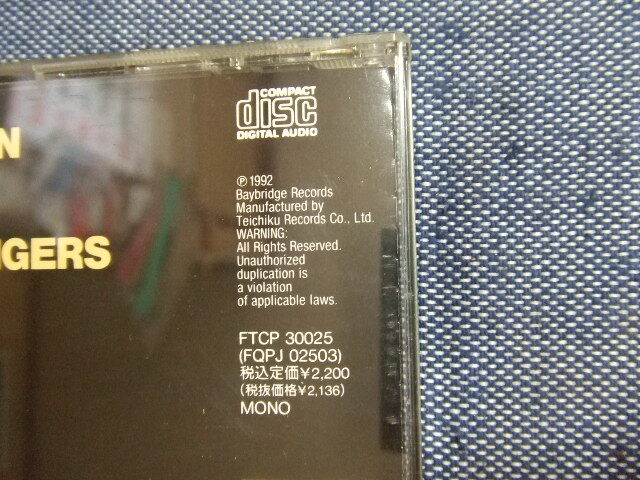 COMPACT
disc
DIGITAL AUDIO
N
NGERS
℗ 1992
Baybridge Records
Manufactured by
Teichiku Records Co., Ltd.
WARNING:
All Rights Reserved.
Unauthorized
duplication is
a violation
of applicable laws.
FTCP 30025
(FQPJ 02503)
税込定価¥2,200
(税抜価格¥2,136)
MONO